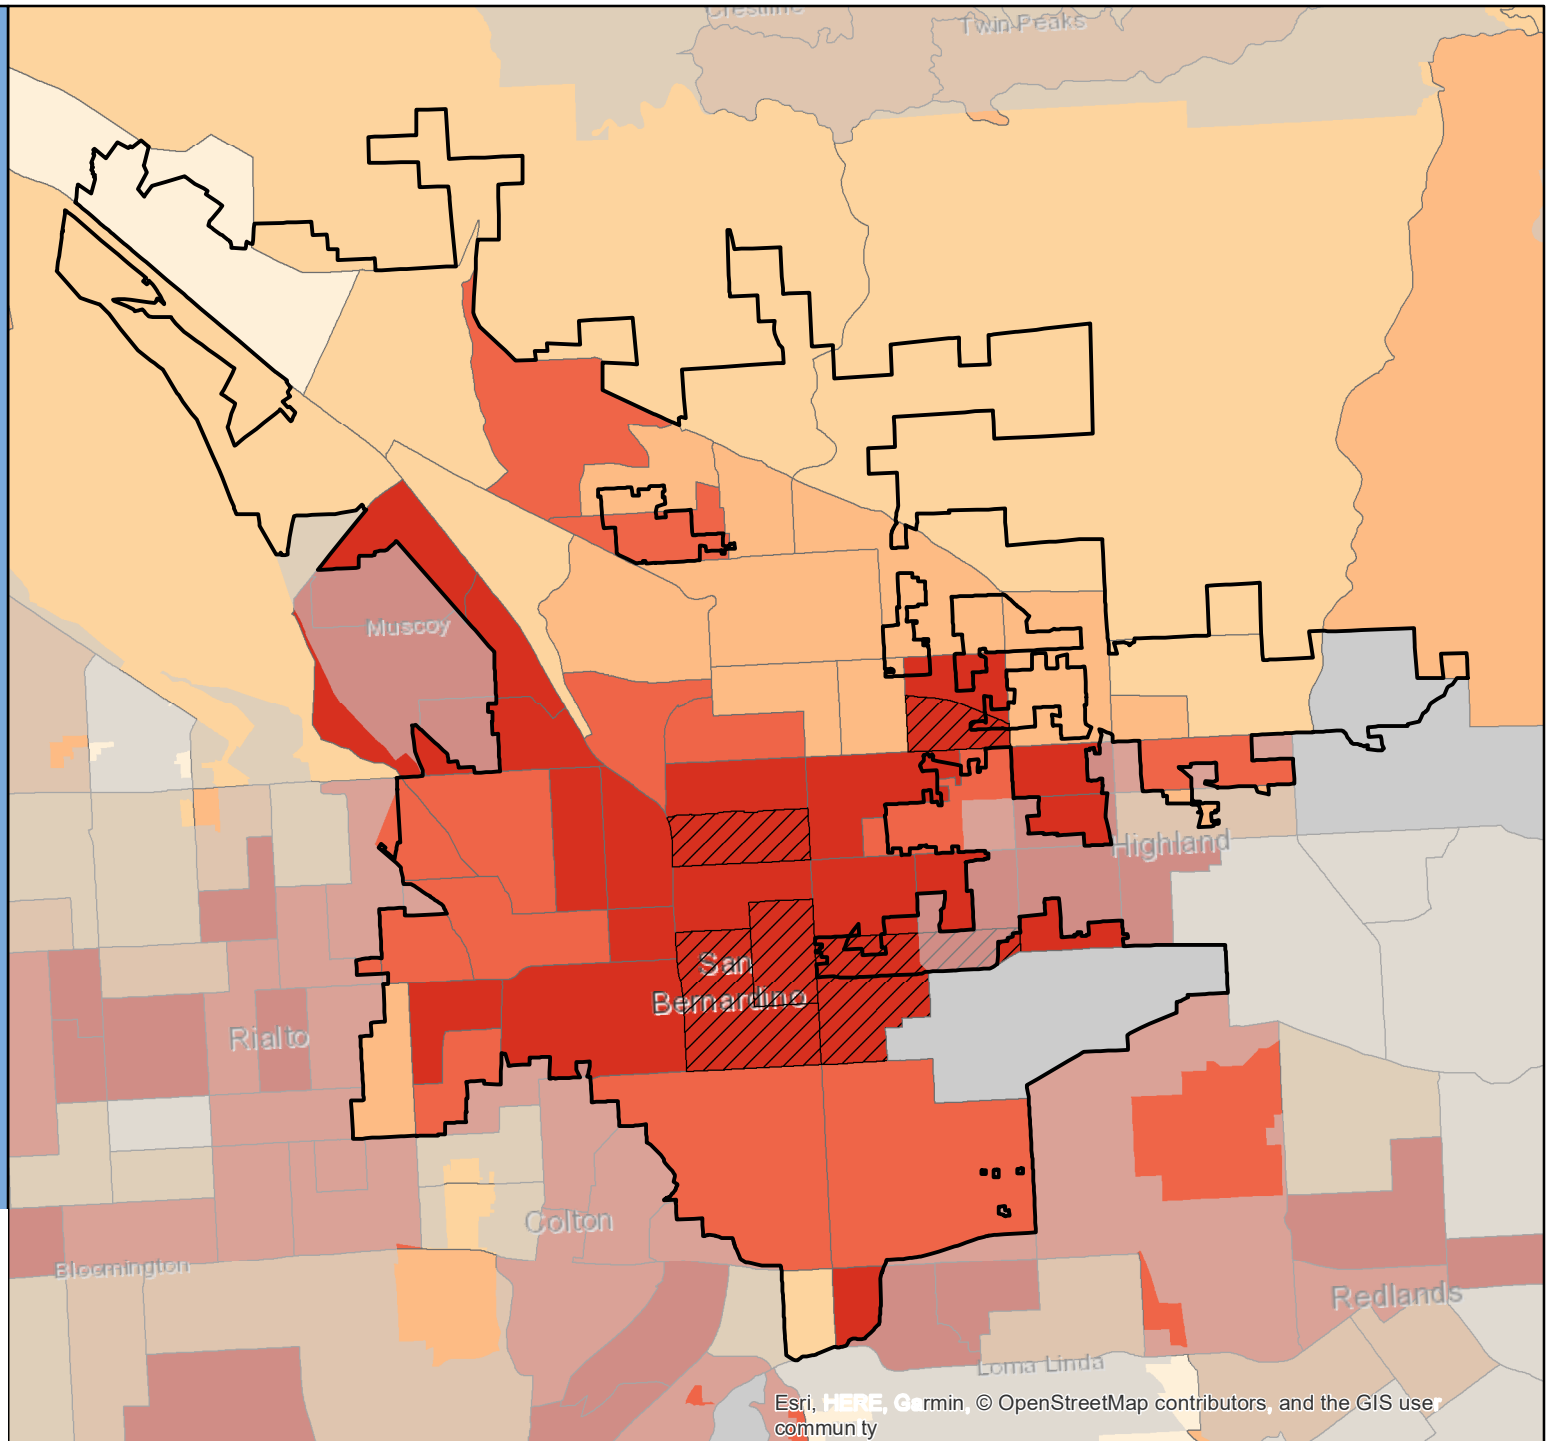 Crestline
Twin Peaks
Muscoy
Highland
San
Bernardino
Rialto
Colton
Bloomington
Redlands
Loma Linda
Esri, HERE, Garmin, © OpenStreetMap contributors, and the GIS user
community